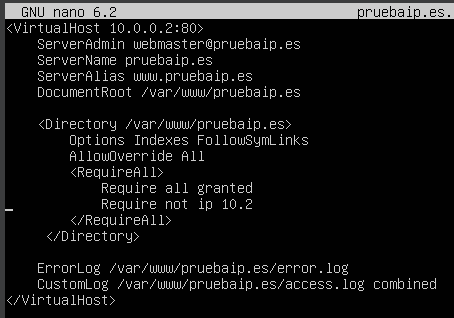 GNU nano 6.2 pruebaip.es.
<VirtualHost 10.0.0.2:80>
ServerAdmin webmaster@pruebaip.es
ServerName pruebaip.es
ServerAlias www.pruebaip.es
DocumentRoot /var/www/pruebaip.es
<Directory /var/www/pruebaip.es>
Options Indexes FollowSymLinks
AllowOverride All
<RequireAll>
Require all granted
Require not ip 10.2
</RequireAll>
</Directory>
ErrorLog /var/www/pruebaip.es/error.log
CustomLog /var/www/pruebaip.es/access.log combined
</VirtualHost>